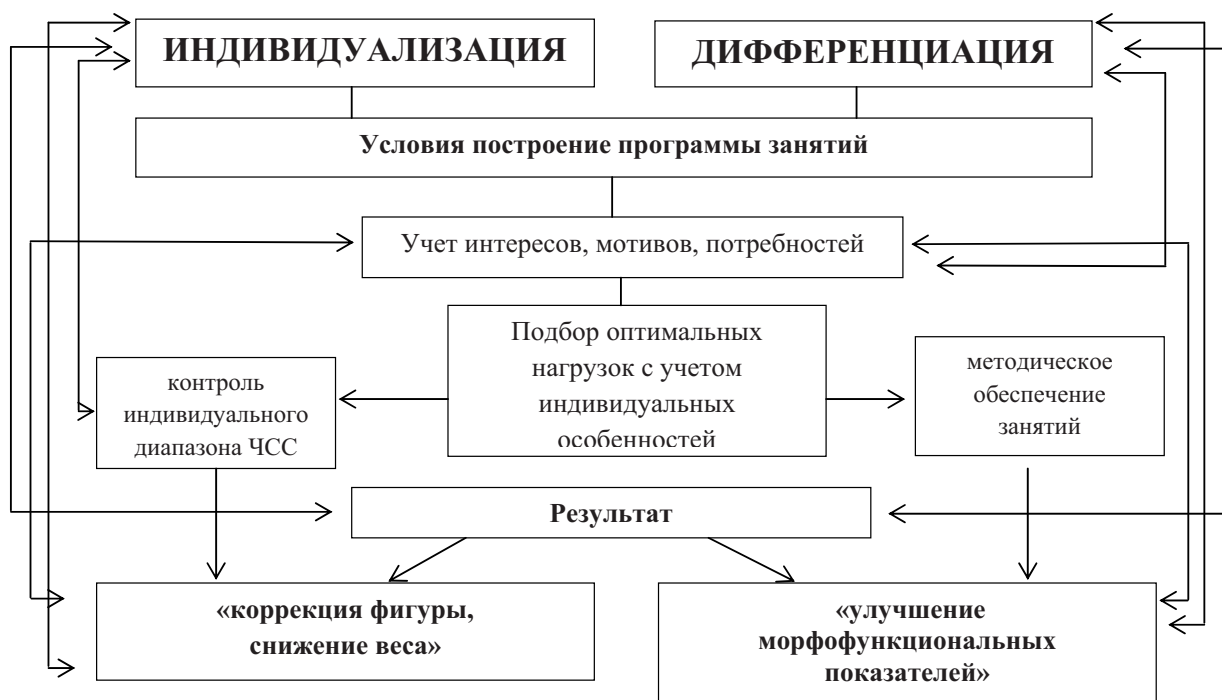 ИНДИВИДУАЛИЗАЦИЯ
ДИФФЕРЕНЦИАЦИЯ
Условия построение программы занятий
Учет интересов, мотивов, потребностей
Подбор оптимальных
нагрузок с учетом
индивидуальных
особенностей
контроль
индивидуального
диапазона ЧСС
методическое
обеспечение
занятий
Результат
«коррекция фигуры,
снижение веса»
«улучшение
морфофункциональных
показателей»